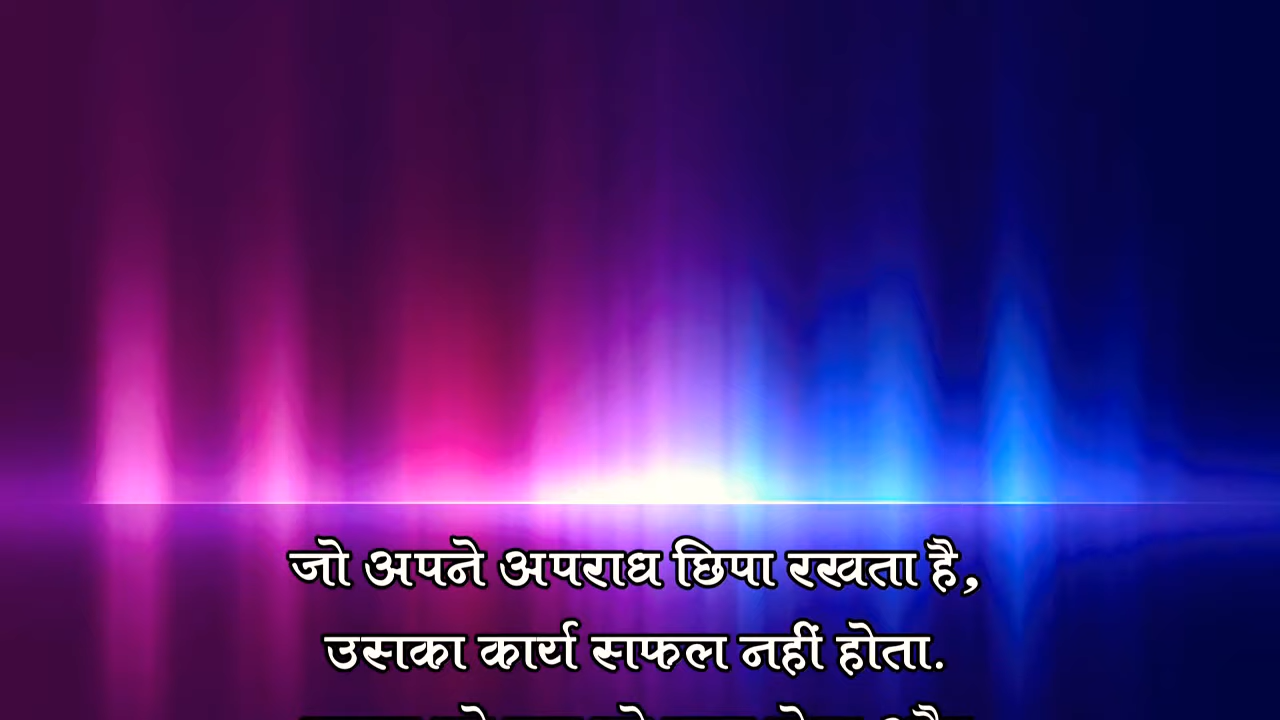 जो अपने अपराध छिपा रखता है,
उसका कार्य सफल नहीं होता.